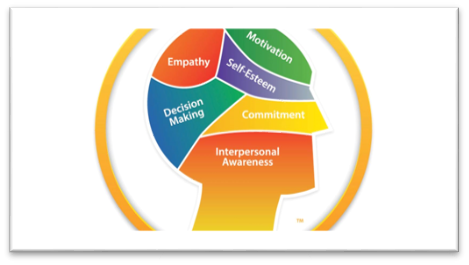 Motivation
Empathy
Self-Esteem
Decision
Making
Commitment
Interpersonal
Awareness
™